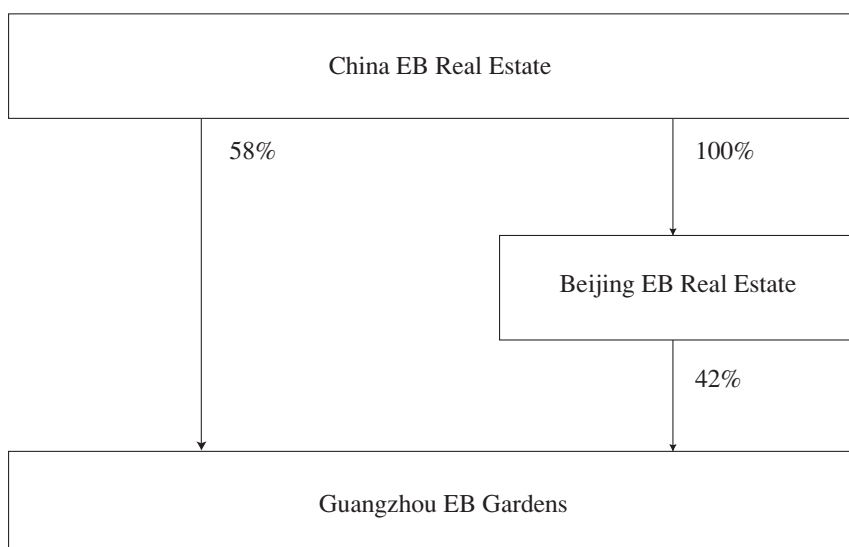 China EB Real Estate
58%
100%
Beijing EB Real Estate
42%
Guangzhou EB Gardens